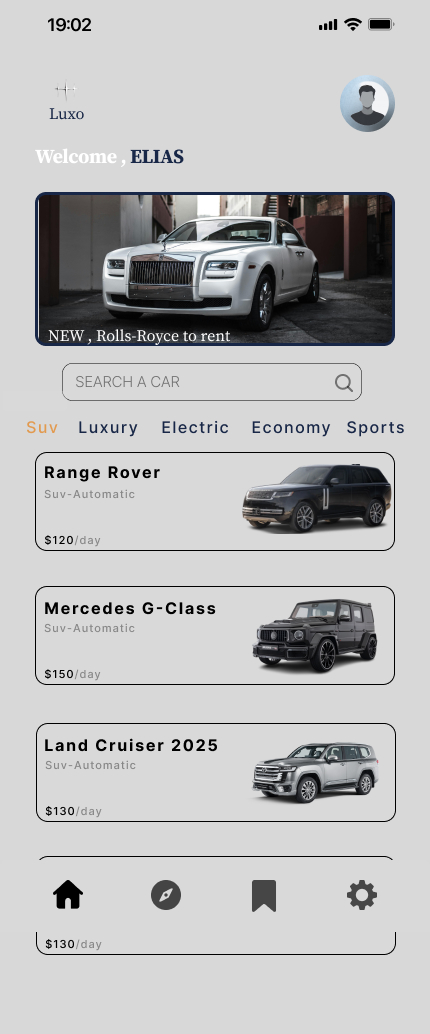 19:02
Luxo
Welcome , ELIAS
NEW , Rolls-Royce to rent
SEARCH A CAR
Suv Luxury Electric Economy Sports
Range Rover
Suv-Automatic
$120/day
Mercedes G-Class
Suv-Automatic
$150/day
Land Cruiser 2025
Suv-Automatic
$130/day
$130/day